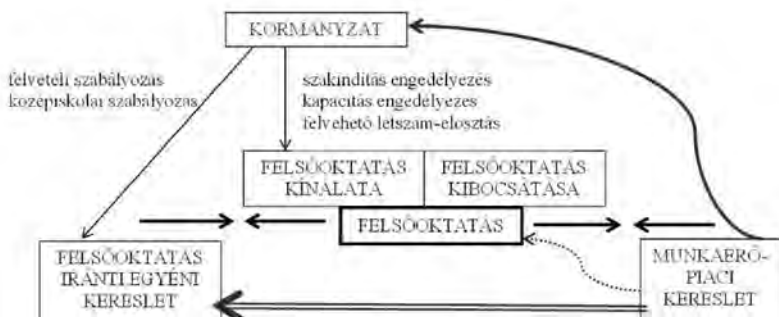 KORMÁNYZAT
felvételi szabályozás
középiskolai szabályozás
szakindítás engedélyezés
kapacitás engedélyezés
felvehető létszám-elosztás
FELSŐOKTATÁS
KÍNÁLATA
FELSŐOKTATÁS
KIBOCSÁTÁSA
FELSŐOKTATÁS
FELSŐOKTATÁS
IRÁNTI EGYÉNI
KERESLET
MUNKAERŐ-
PIACI
KERESLET